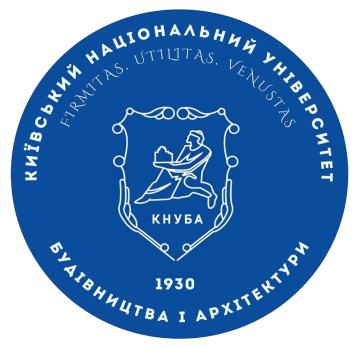 КИЇВСЬКИЙ НАЦІОНАЛЬНИЙ УНІВЕРСИТЕТ
FIRMITAS, UTILITAS, VENUSTAS
КНУБА
1930
БУДІВНИЦТВА І АРХІТЕКТУРИ